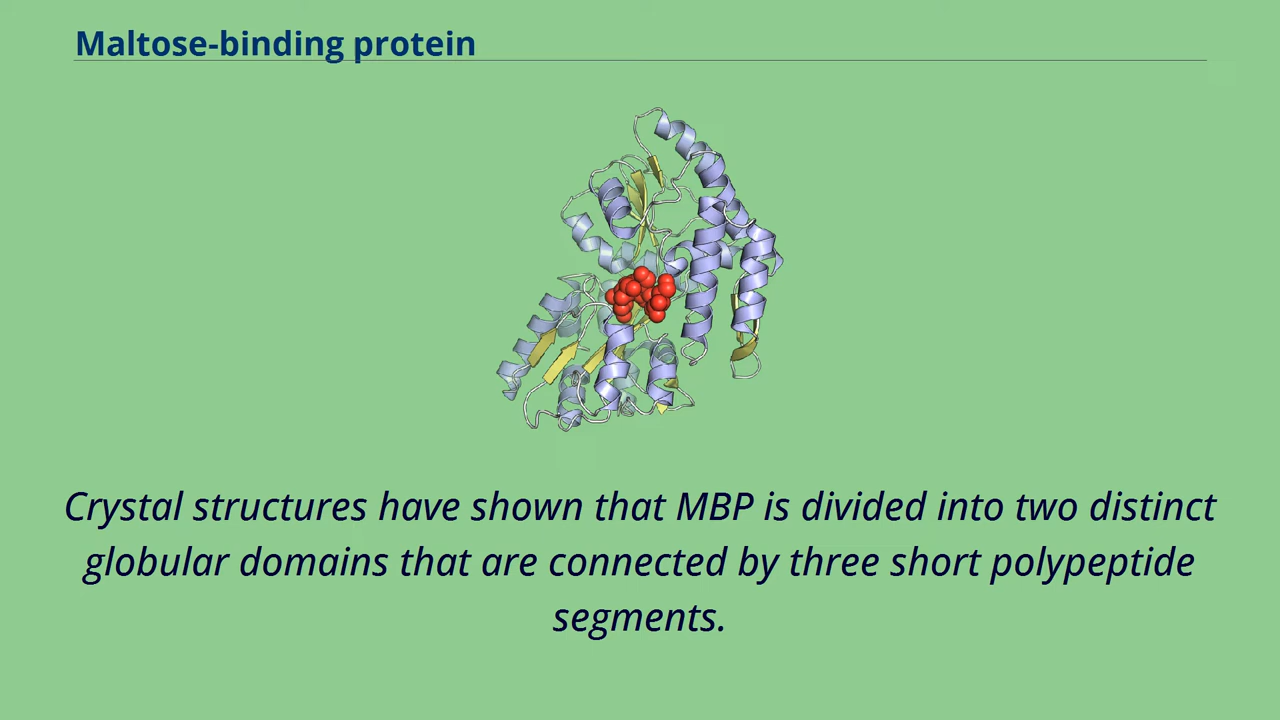 Maltose-binding protein
Crystal structures have shown that MBP is divided into two distinct
globular domains that are connected by three short polypeptide
segments.